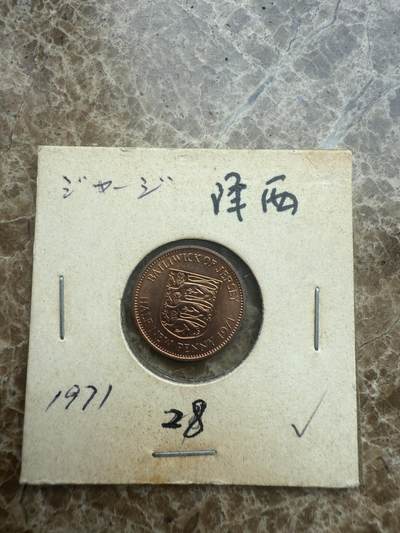 ジャージ 泽西
BAILIWICK OF JERSEY
HALF NEW PENNY 1971
1971
28
✓